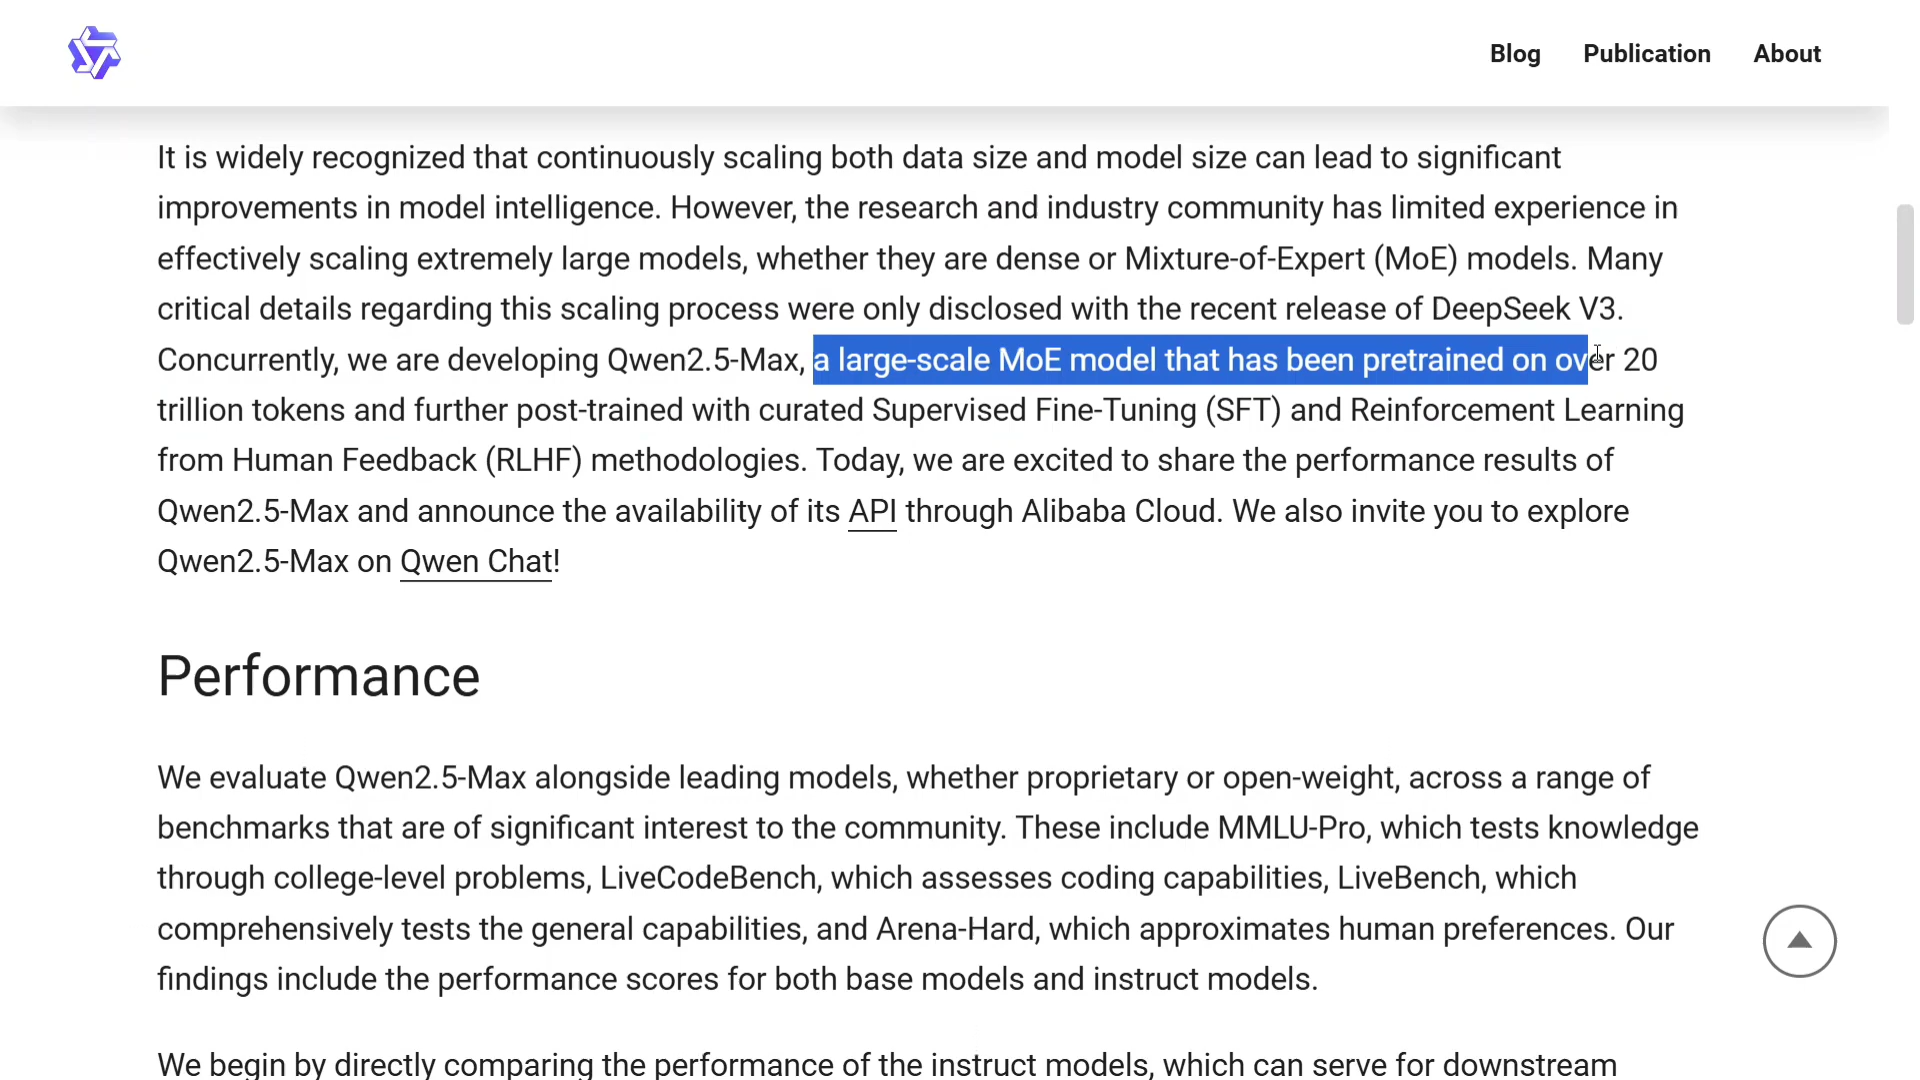 Blog Publication About
It is widely recognized that continuously scaling both data size and model size can lead to significant
improvements in model intelligence. However, the research and industry community has limited experience in
effectively scaling extremely large models, whether they are dense or Mixture-of-Expert (MoE) models. Many
critical details regarding this scaling process were only disclosed with the recent release of DeepSeek V3.
Concurrently, we are developing Qwen2.5-Max, a large-scale MoE model that has been pretrained on over 20
trillion tokens and further post-trained with curated Supervised Fine-Tuning (SFT) and Reinforcement Learning
from Human Feedback (RLHF) methodologies. Today, we are excited to share the performance results of
Qwen2.5-Max and announce the availability of its API through Alibaba Cloud. We also invite you to explore
Qwen2.5-Max on Qwen Chat!
Performance
We evaluate Qwen2.5-Max alongside leading models, whether proprietary or open-weight, across a range of
benchmarks that are of significant interest to the community. These include MMLU-Pro, which tests knowledge
through college-level problems, LiveCodeBench, which assesses coding capabilities, LiveBench, which
comprehensively tests the general capabilities, and Arena-Hard, which approximates human preferences. Our
findings include the performance scores for both base models and instruct models.
We begin by directly comparing the performance of the instruct models, which can serve for downstream